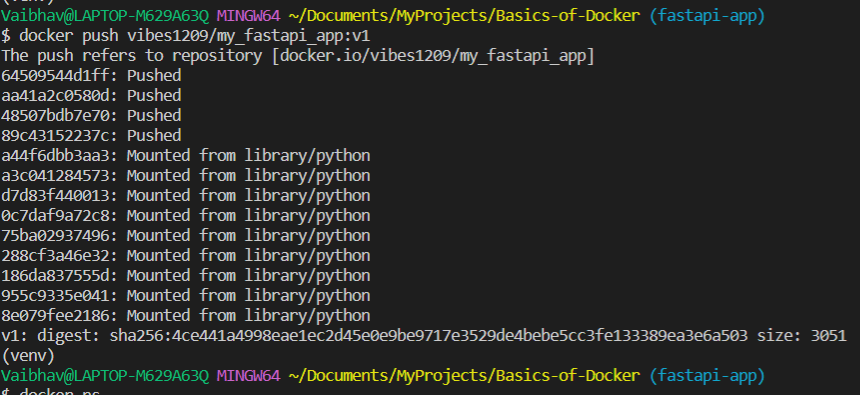 (venv)
Vaibhav@LAPTOP-M629A63Q MINGW64 ~/Documents/MyProjects/Basics-of-Docker (fastapi-app)
$ docker push vibes1209/my_fastapi_app:v1
The push refers to repository [docker.io/vibes1209/my_fastapi_app]
64509544d1ff: Pushed
aa41a2c0580d: Pushed
48507bdb7e70: Pushed
89c43152237c: Pushed
a44f6dbb3aa3: Mounted from library/python
a3c041284573: Mounted from library/python
d7d83f440013: Mounted from library/python
0c7daf9a72c8: Mounted from library/python
75ba02937496: Mounted from library/python
288cf3a46e32: Mounted from library/python
186da837555d: Mounted from library/python
955c9335e041: Mounted from library/python
8e079fee2186: Mounted from library/python
v1: digest: sha256:4ce441a4998eae1ec2d45e0e9be9717e3529de4bebe5cc3fe133389ea3e6a503 size: 3051
(venv)
Vaibhav@LAPTOP-M629A63Q MINGW64 ~/Documents/MyProjects/Basics-of-Docker (fastapi-app)
$ docker ps